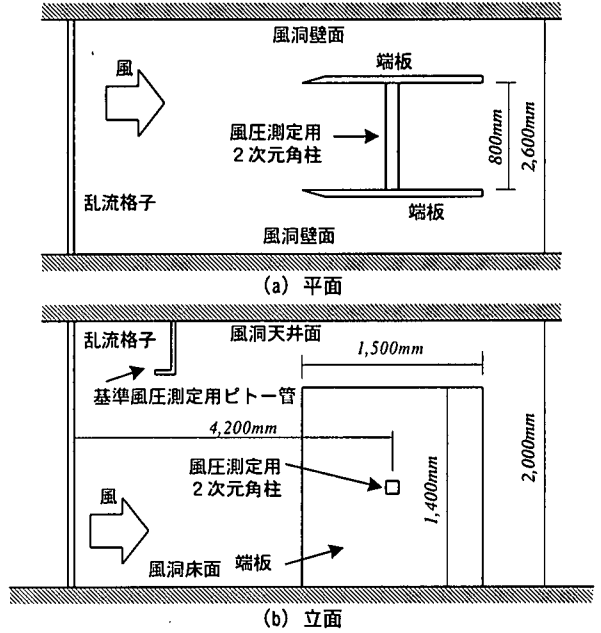 風洞壁面
端板
風
風圧測定用
2次元角柱
800mm
2,600mm
乱流格子
端板
風洞壁面
(a) 平面
乱流格子
風洞天井面
1,500mm
基準風圧測定用ピトー管
4,200mm
風圧測定用
2次元角柱
1,400mm
2,000mm
風
風洞床面
端板
(b) 立面